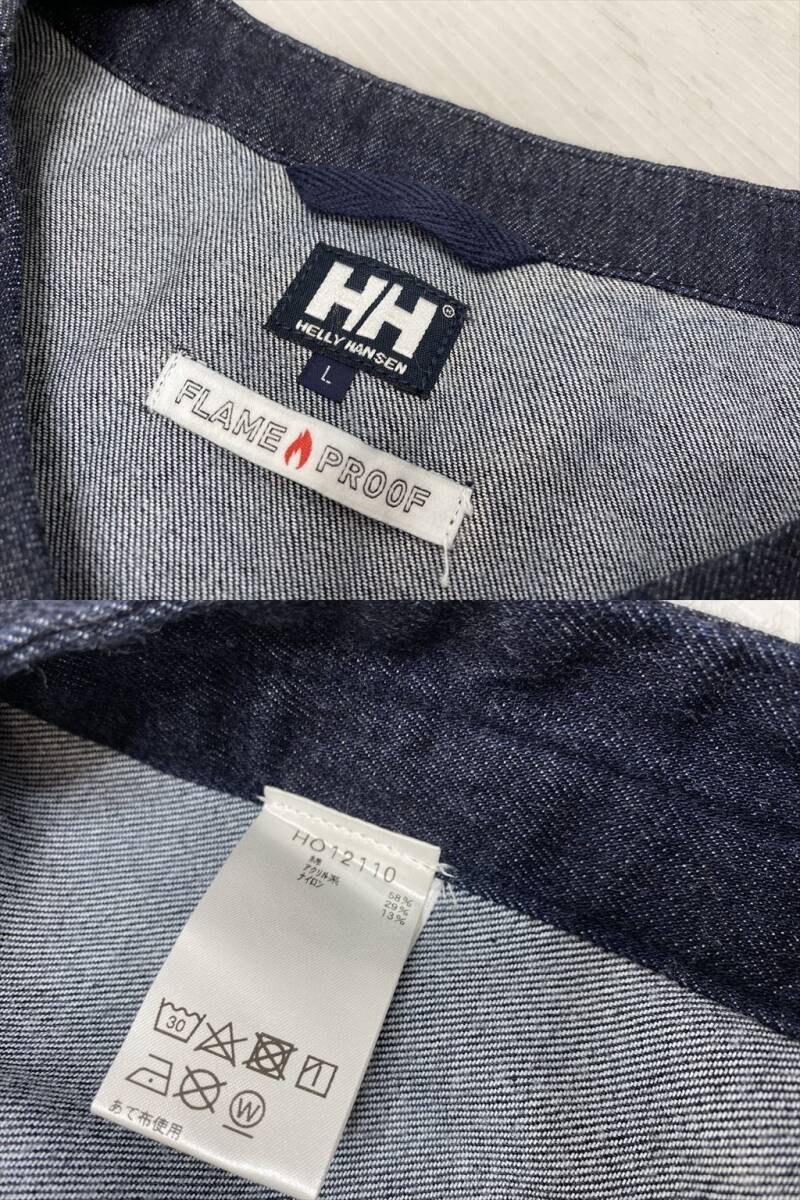 HH®
HELLY HANSEN
L
FLAME PROOF
HO12110
綿 58%
アクリル系 29%
ナイロン 13%
30
W
あて布使用